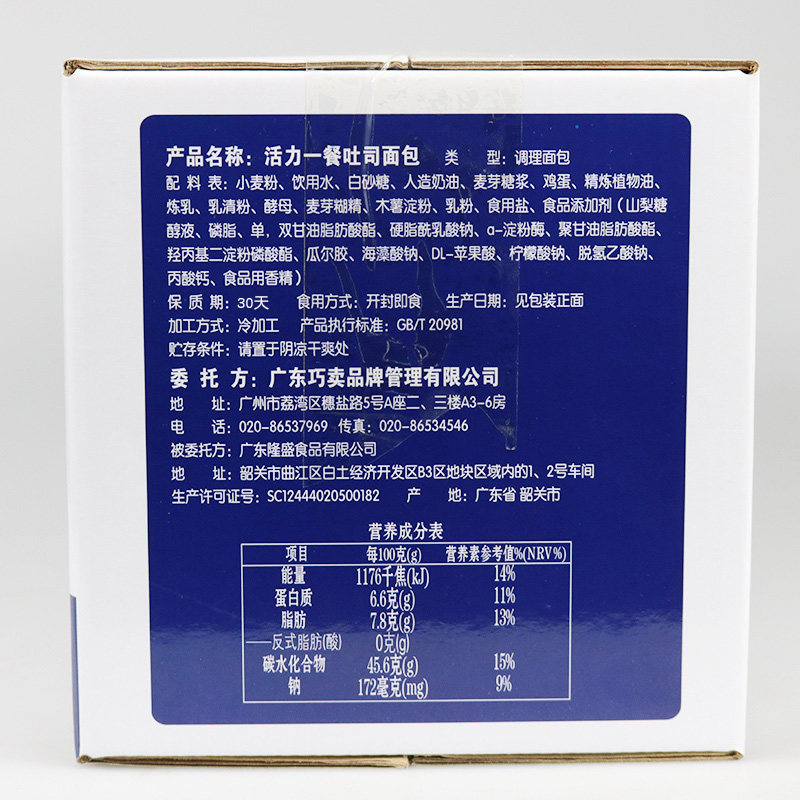 产品名称：活力一餐吐司面包 类 型：调理面包
配 料 表：小麦粉、饮用水、白砂糖、人造奶油、麦芽糖浆、鸡蛋、精炼植物油、
炼乳、乳清粉、酵母、麦芽糊精、木薯淀粉、乳粉、食用盐、食品添加剂（山梨糖
醇液、磷脂、单，双甘油脂肪酸酯、硬脂酰乳酸钠、α-淀粉酶、聚甘油脂肪酸酯、
羟丙基二淀粉磷酸酯、瓜尔胶、海藻酸钠、DL-苹果酸、柠檬酸钠、脱氢乙酸钠、
丙酸钙、食品用香精）
保 质 期：30天 食用方式：开封即食 生产日期：见包装正面
加工方式：冷加工 产品执行标准：GB/T 20981
贮存条件：请置于阴凉干爽处
委 托 方：广东巧卖品牌管理有限公司
地 址：广州市荔湾区穗盐路5号A座二、三楼A3-6房
电 话：020-86537969 传真：020-86534546
被委托方：广东隆盛食品有限公司
地 址：韶关市曲江区白土经济开发区B3区地块区域内的1、2号车间
生产许可证号：SC12444020500182 产 地：广东省 韶关市
营养成分表
项目 每100克(g) 营养素参考值%(NRV%)
能量 1176千焦(kJ) 14%
蛋白质 6.6克(g) 11%
脂肪 7.8克(g) 13%
——反式脂肪(酸) 0克(g)
碳水化合物 45.6克(g) 15%
钠 172毫克(mg) 9%